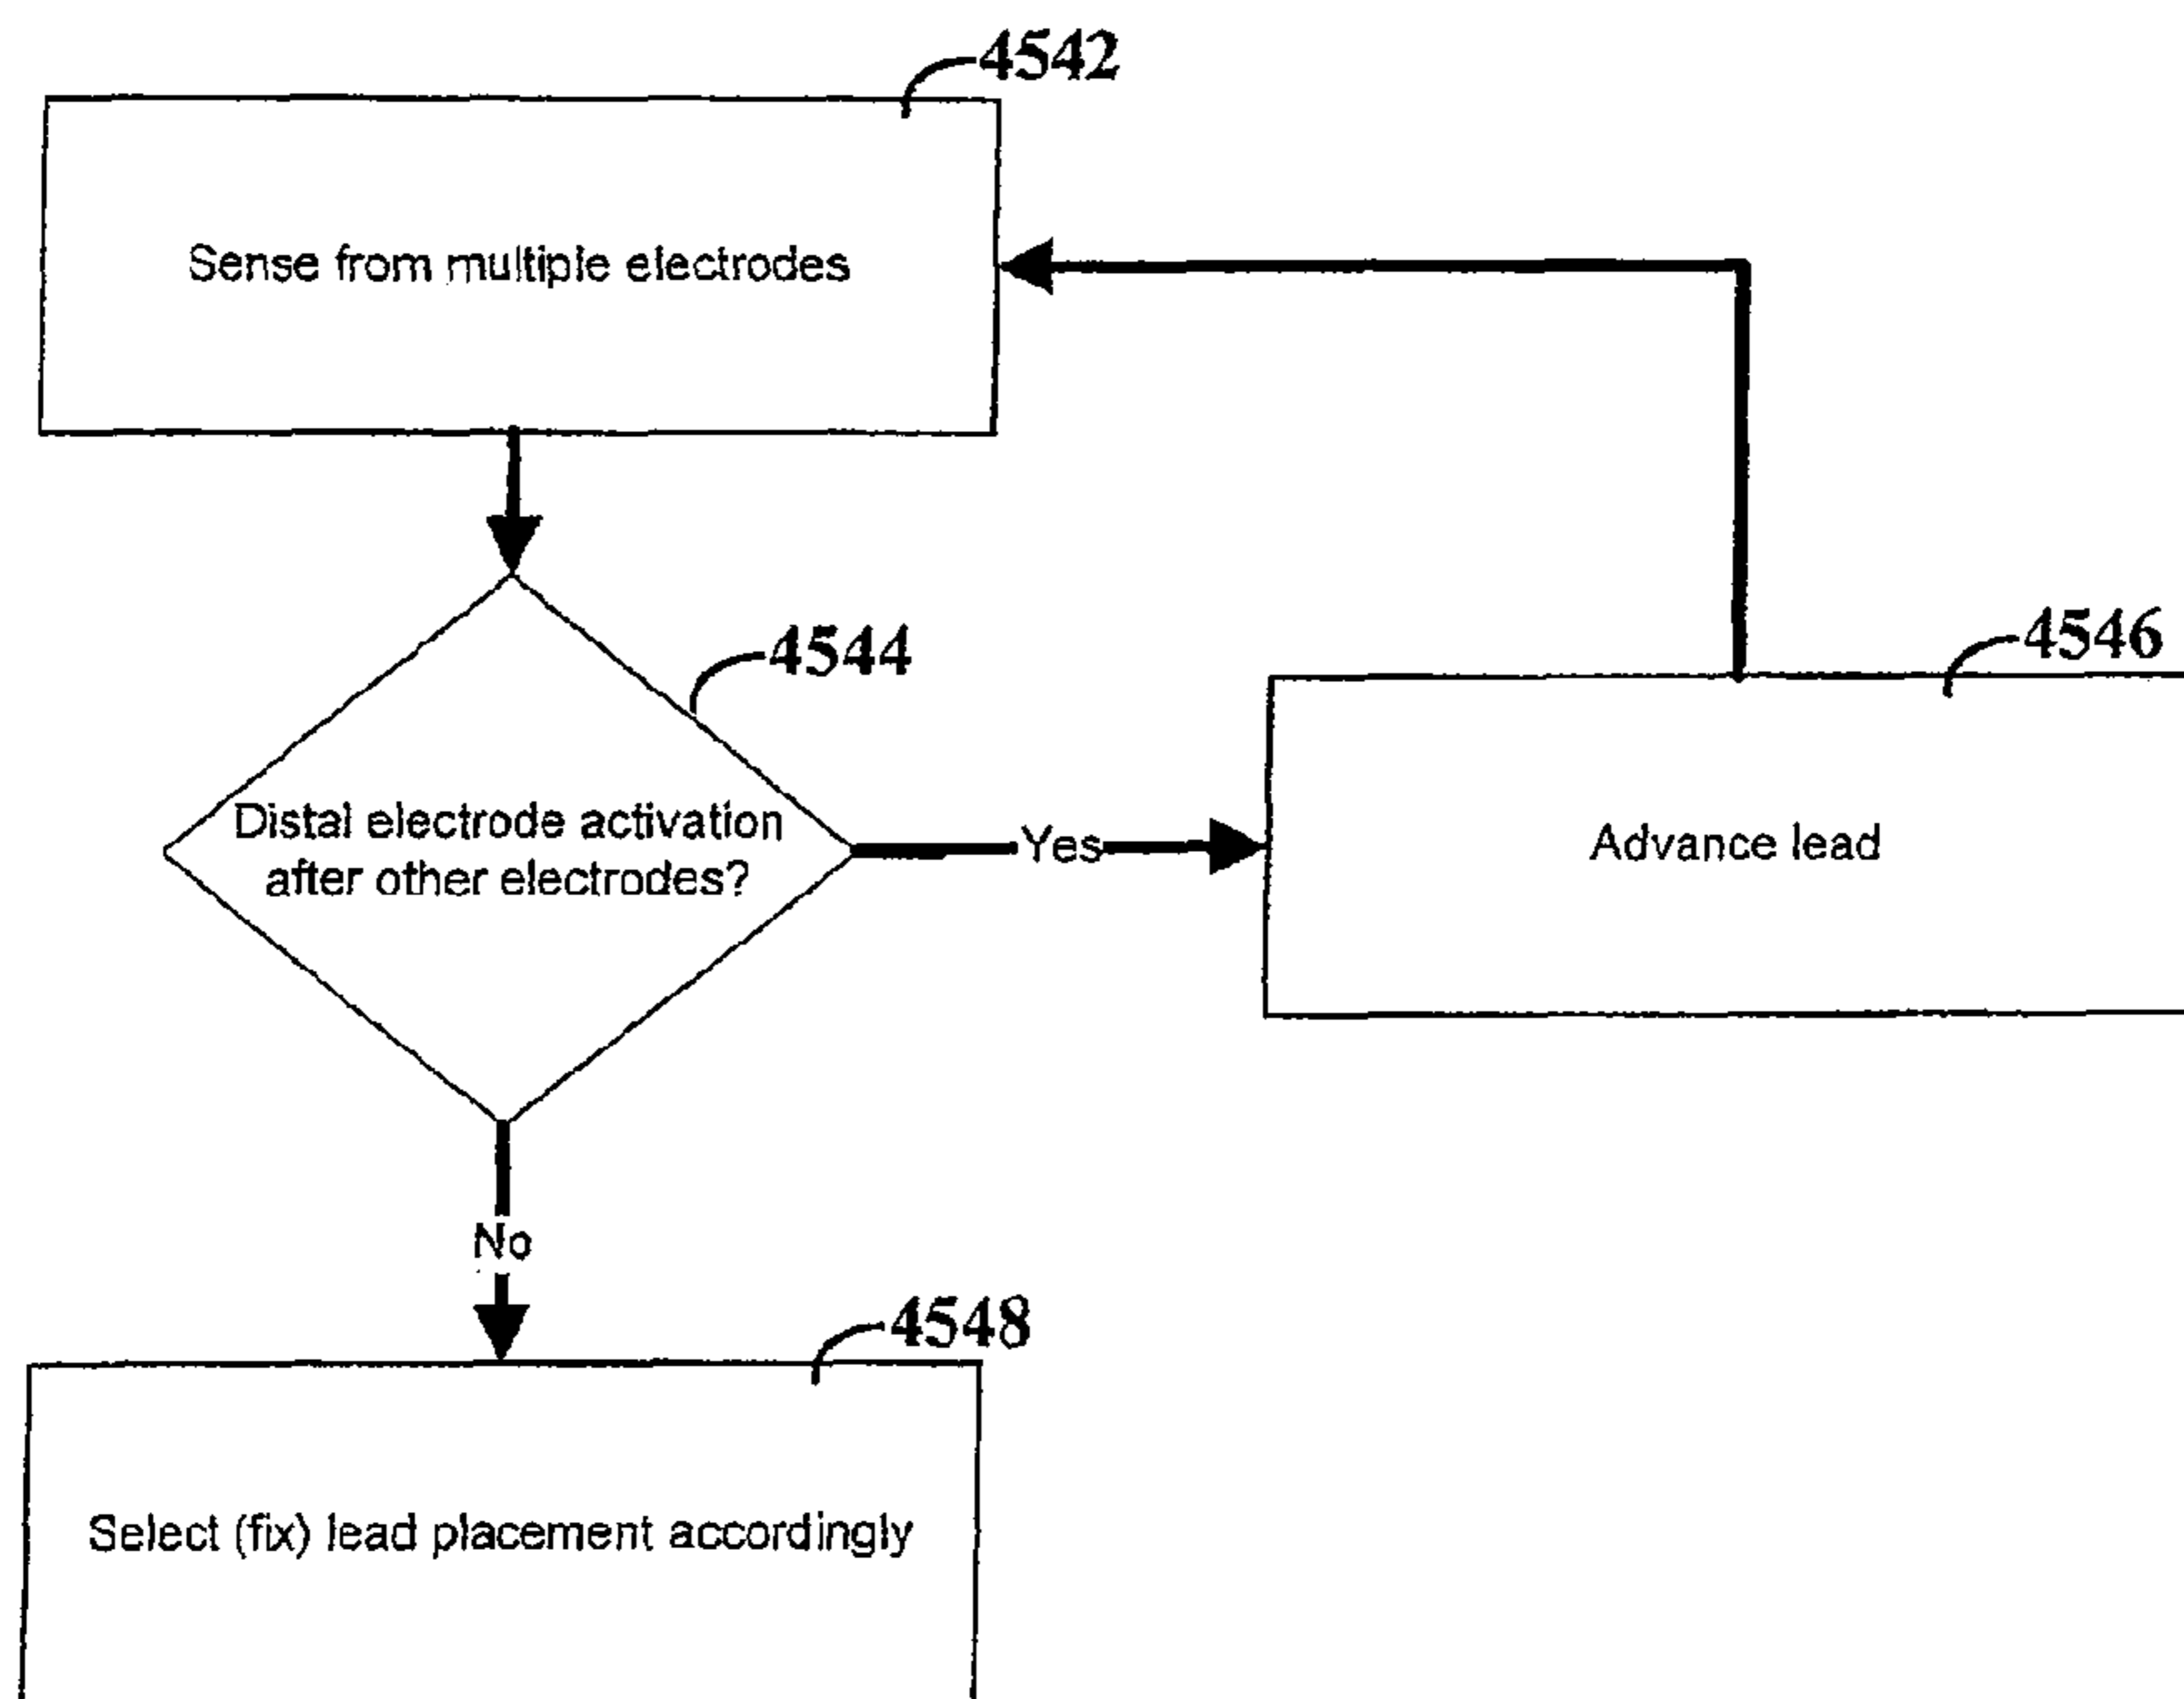 4542
Sense from multiple electrodes
4544
4546
Distal electrode activation
after other electrodes?
Yes
Advance lead
No
4548
Select (fix) lead placement accordingly